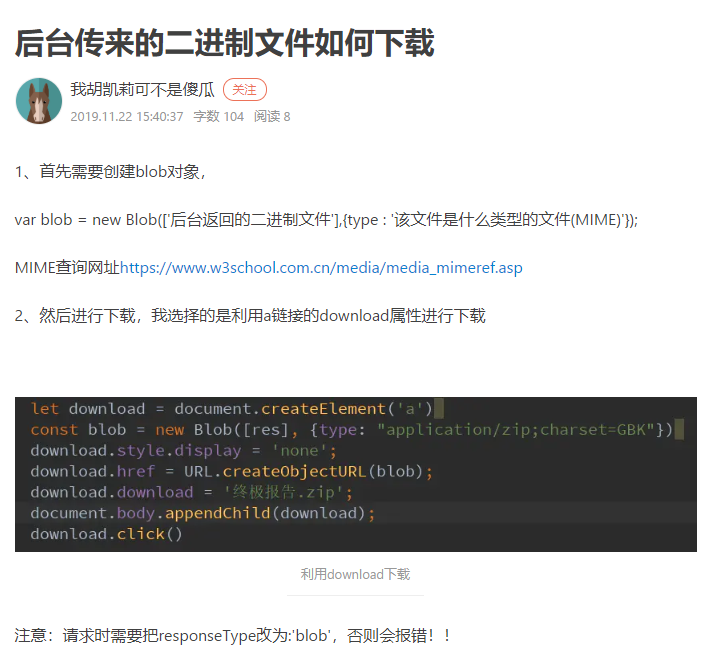 后台传来的二进制文件如何下载
我胡凯莉可不是傻瓜 关注
2019.11.22 15:40:37 字数 104 阅读 8
1、首先需要创建blob对象，
var blob = new Blob(['后台返回的二进制文件'],{type : '该文件是什么类型的文件(MIME)'});
MIME查询网址https://www.w3school.com.cn/media/media_mimeref.asp
2、然后进行下载，我选择的是利用a链接的download属性进行下载
let download = document.createElement('a')
const blob = new Blob([res], {type: "application/zip;charset=GBK"})
download.style.display = 'none';
download.href = URL.createObjectURL(blob);
download.download = '终极报告.zip';
document.body.appendChild(download);
download.click()
利用download下载
注意：请求时需要把responseType改为:'blob'，否则会报错！！